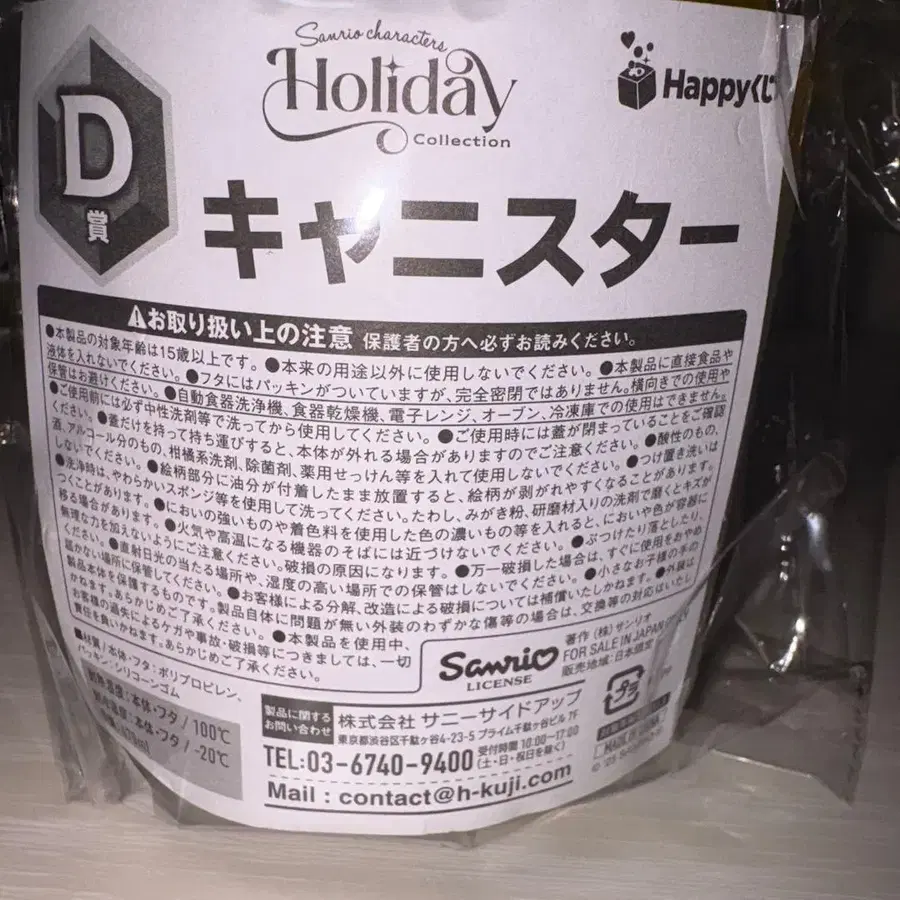 D
賞
Sanrio characters
Holiday
Collection
Happyくじ
キャニスター
お取り扱い上の注意 保護者の方へ必ずお読みください。
●本製品の対象年齢は15歳以上です。●本来の用途以外に使用しないでください。●本製品に直接食品や
液体を入れないでください。●フタにはパッキンがついていますが、完全密閉ではありません。横向きでの使用や
保管はお避けください。●自動食器洗浄機、食器乾燥機、電子レンジ、オーブン、冷凍庫での使用はできません。
●ご使用前には必ず中性洗剤等で洗ってから使用してください。●ご使用時には蓋が閉まっていることをご確認
ください。●蓋だけを持って持ち運びすると、本体が外れる場合がありますのでご注意ください。●酸性のもの、
酒、アルコール分のもの、柑橘系洗剤、除菌剤、薬用せっけん等を入れて使用しないでください。●つけ置き洗いは
しないでください。●絵柄部分に油分が付着したまま放置すると、絵柄が剥がれやすくなることがあります。
●洗浄時は、やわらかいスポンジ等を使用して洗ってください。たわし、みがき粉、研磨材入りの洗剤で磨くとキズが
つくことがあります。●においの強いものや着色料を使用した色の濃いもの等を入れると、においや色が容器に
移る場合があります。●火気や高温になる機器のそばには近づけないでください。●ぶつけたり落としたり、
無理な力を加えないようにご注意ください。破損の原因になります。●万一破損した場合は、すぐに使用をおやめ
ください。●直射日光の当たる場所や、湿度の高い場所での保管はしないでください。●小さなお子様の手の
届かない場所に保管してください。●お客様による分解、改造による破損については補償いたしかねます。●外装は
製品本体を保護するものです。製品自体に問題が無い外装のわずかな傷等の場合は、交換等の対応はいたし
かねます。あらかじめご了承ください。●本製品を使用中、
お客様の過失によるケガや事故・破損等につきましては、一切
責任を負いかねます。あらかじめご了承ください。
■材質/本体・フタ:ポリプロピレン、
パッキン:シリコーンゴム
本体・フタ/100℃
本体・フタ/-20℃
Sanrio
LICENSE
著作 (株) サンリオ
FOR SALE IN JAPAN ONLY
販売地域:日本限定
プラ
MADE IN CHINA
製品に関する
お問い合わせ
株式会社 サニーサイドアップ
東京都渋谷区千駄ヶ谷4-23-5 プライム千駄ヶ谷ビル 7F
TEL:03-6740-9400 受付時間 10:00-17:00
(土・日・祝日を除く)
Mail : contact@h-kuji.com